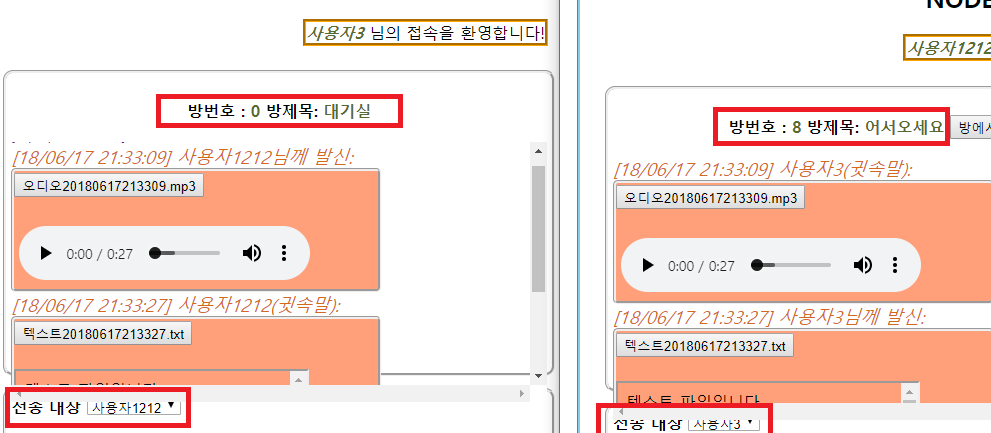 사용자3 님의 접속을 환영합니다!
방번호 : 0 방제목: 대기실
[18/06/17 21:33:09] 사용자1212님께 발신:
오디오20180617213309.mp3
0:00 / 0:27
[18/06/17 21:33:27] 사용자1212(귓속말):
텍스트20180617213327.txt
텍스트 파일입니다
전송 대상 사용자1212
NODE
사용자1212
방번호 : 8 방제목: 어서오세요 방에서
[18/06/17 21:33:09] 사용자3(귓속말):
오디오20180617213309.mp3
0:00 / 0:27
[18/06/17 21:33:27] 사용자3님께 발신:
텍스트20180617213327.txt
텍스트 파일입니다
전송 대상 사용자3